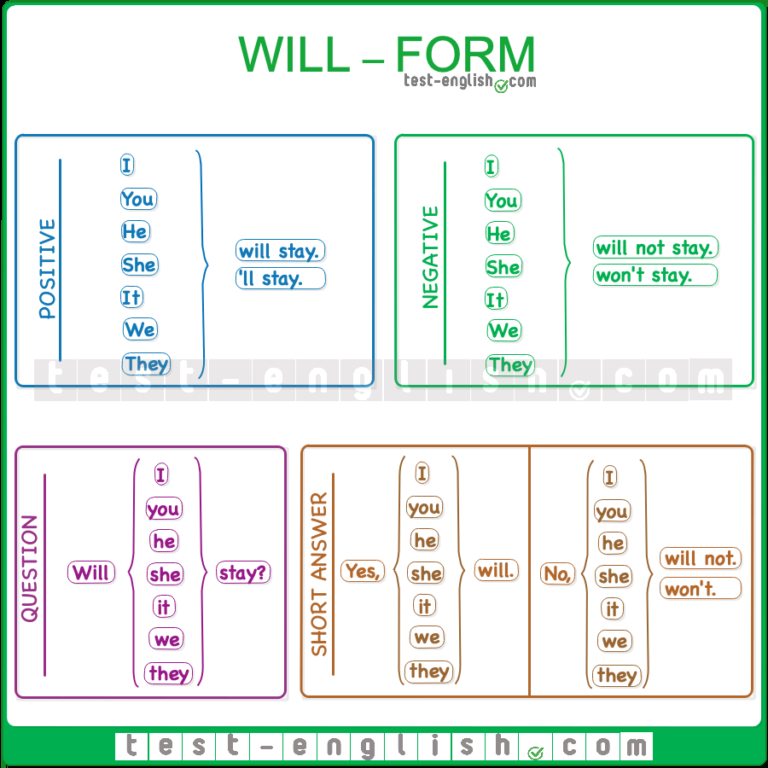 WILL – FORM
test-english.com
POSITIVE
I
You
He
She
It
We
They
will stay.
'll stay.
NEGATIVE
I
You
He
She
It
We
They
will not stay.
won't stay.
test-english.com
QUESTION
Will
I
you
he
she
it
we
they
stay?
SHORT ANSWER
Yes,
I
you
he
she
it
we
they
will.
No,
I
you
he
she
it
we
they
will not.
won't.
test-english.com